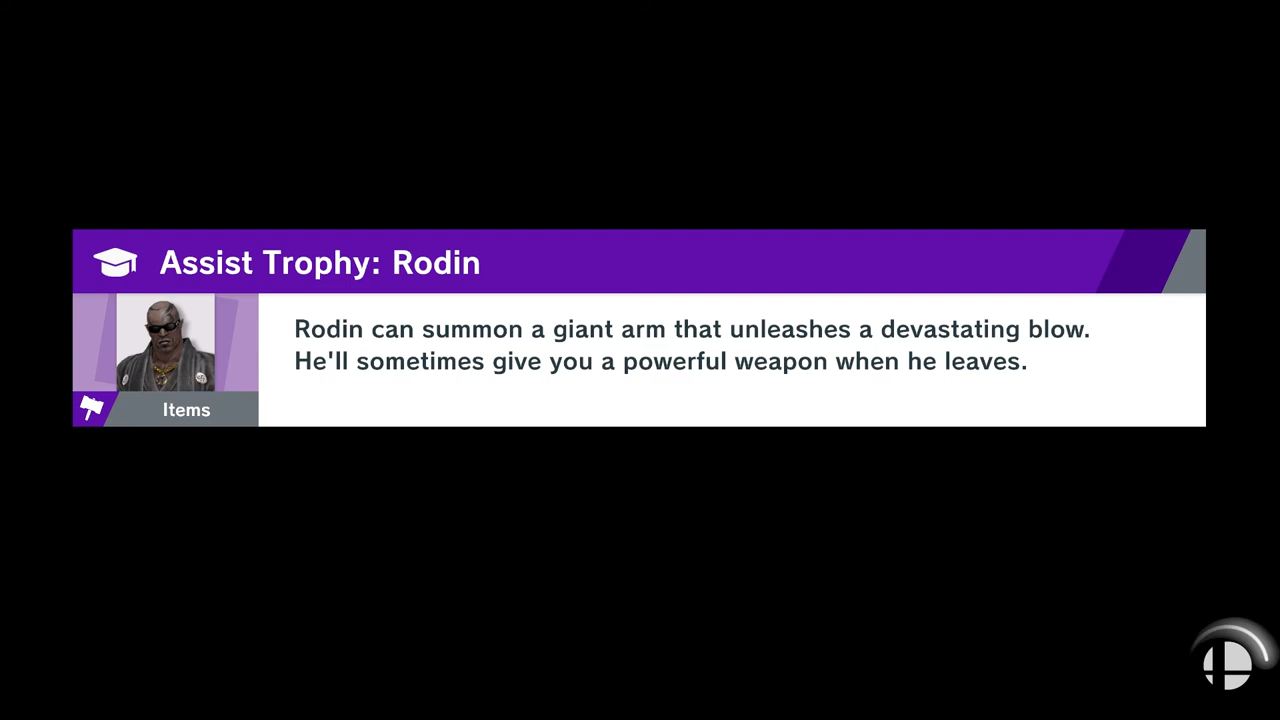 Assist Trophy: Rodin
Rodin can summon a giant arm that unleashes a devastating blow.
He'll sometimes give you a powerful weapon when he leaves.
Items